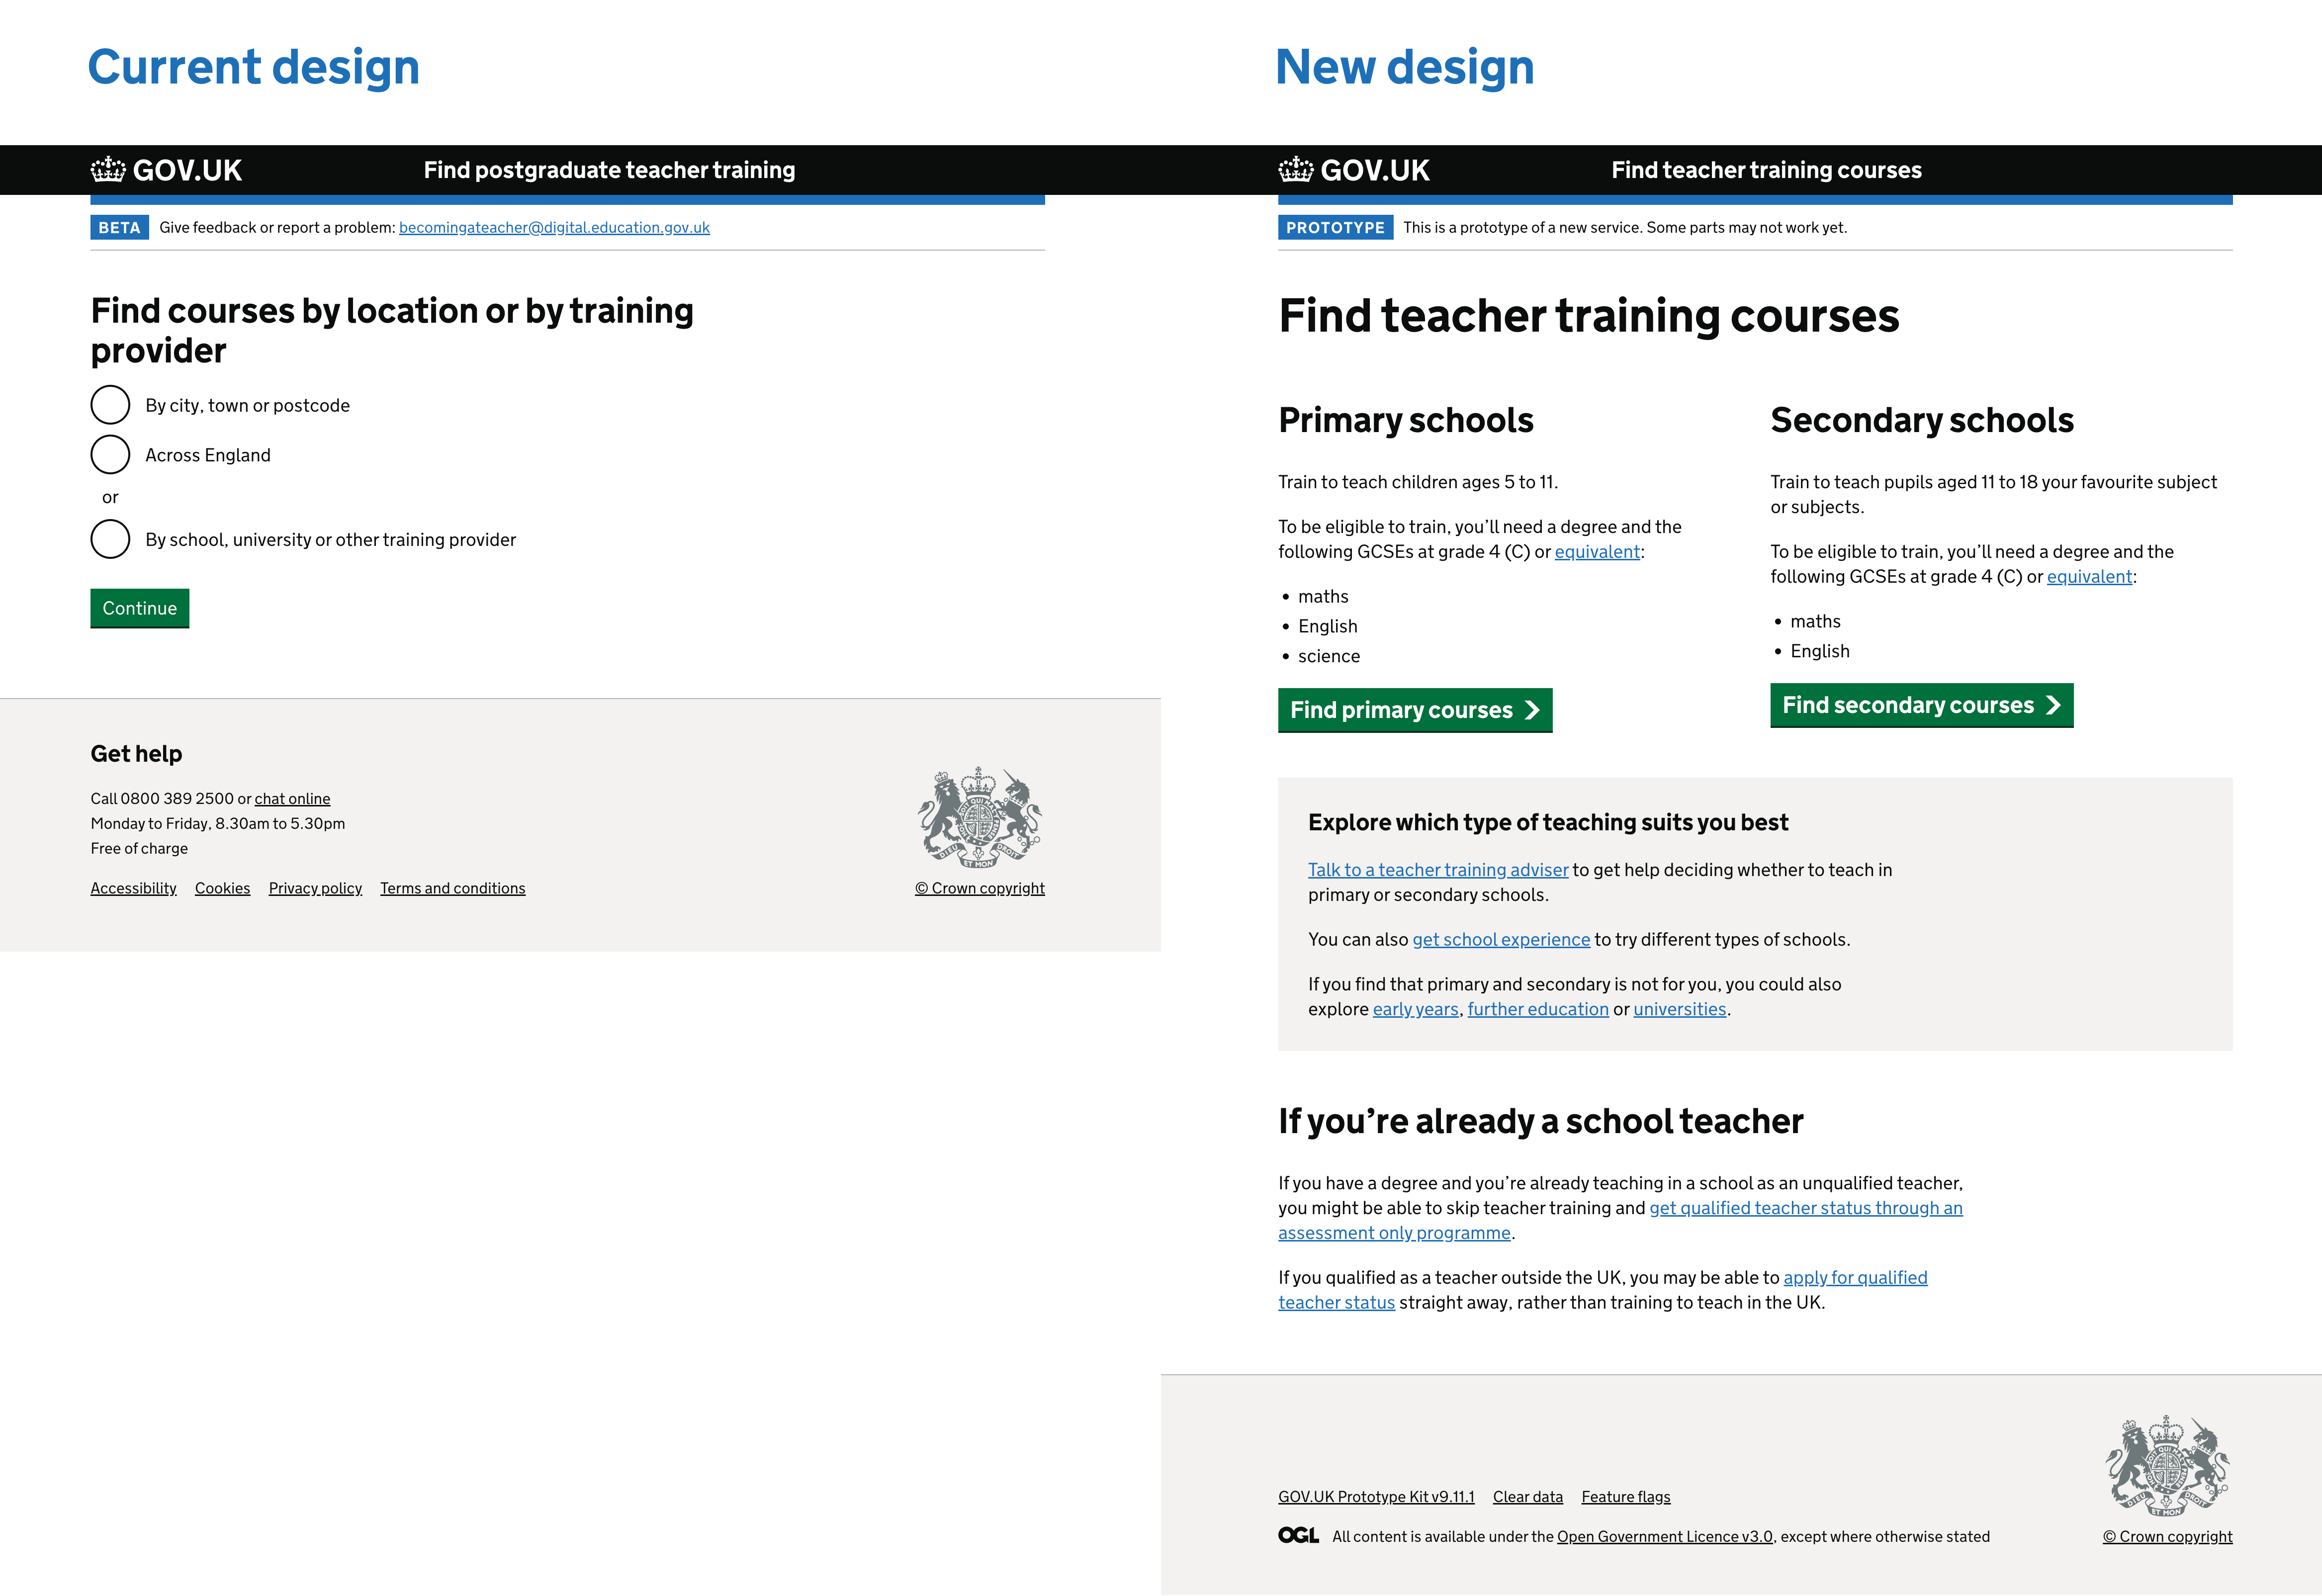 Current design
GOV.UK
Find postgraduate teacher training
BETA
Give feedback or report a problem: becomingateacher@digital.education.gov.uk
Find courses by location or by training
provider
By city, town or postcode
Across England
or
By school, university or other training provider
Continue
Get help
Call 0800 389 2500 or chat online
Monday to Friday, 8.30am to 5.30pm
Free of charge
Accessibility Cookies Privacy policy Terms and conditions
DIEU ET MON DROIT
© Crown copyright
New design
GOV.UK
Find teacher training courses
PROTOTYPE
This is a prototype of a new service. Some parts may not work yet.
Find teacher training courses
Primary schools
Train to teach children ages 5 to 11.
To be eligible to train, you’ll need a degree and the
following GCSEs at grade 4 (C) or equivalent:
• maths
• English
• science
Find primary courses
Secondary schools
Train to teach pupils aged 11 to 18 your favourite subject
or subjects.
To be eligible to train, you’ll need a degree and the
following GCSEs at grade 4 (C) or equivalent:
• maths
• English
Find secondary courses
Explore which type of teaching suits you best
Talk to a teacher training adviser to get help deciding whether to teach in
primary or secondary schools.
You can also get school experience to try different types of schools.
If you find that primary and secondary is not for you, you could also
explore early years, further education or universities.
If you’re already a school teacher
If you have a degree and you’re already teaching in a school as an unqualified teacher,
you might be able to skip teacher training and get qualified teacher status through an
assessment only programme.
If you qualified as a teacher outside the UK, you may be able to apply for qualified
teacher status straight away, rather than training to teach in the UK.
GOV.UK Prototype Kit v9.11.1 Clear data Feature flags
OGL All content is available under the Open Government Licence v3.0, except where otherwise stated
DIEU ET MON DROIT
© Crown copyright